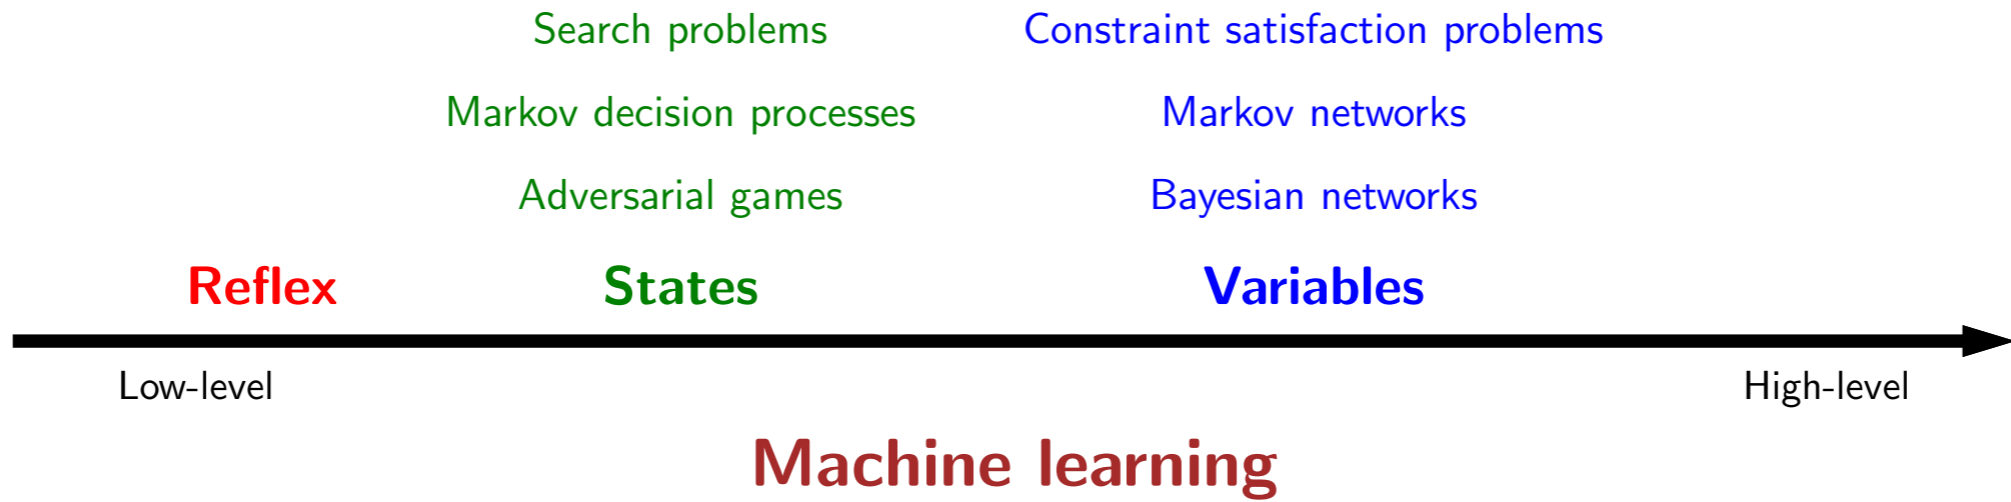 Search problems
Constraint satisfaction problems
Markov decision processes
Markov networks
Adversarial games
Bayesian networks
Reflex
States
Variables
Low-level
High-level
Machine learning